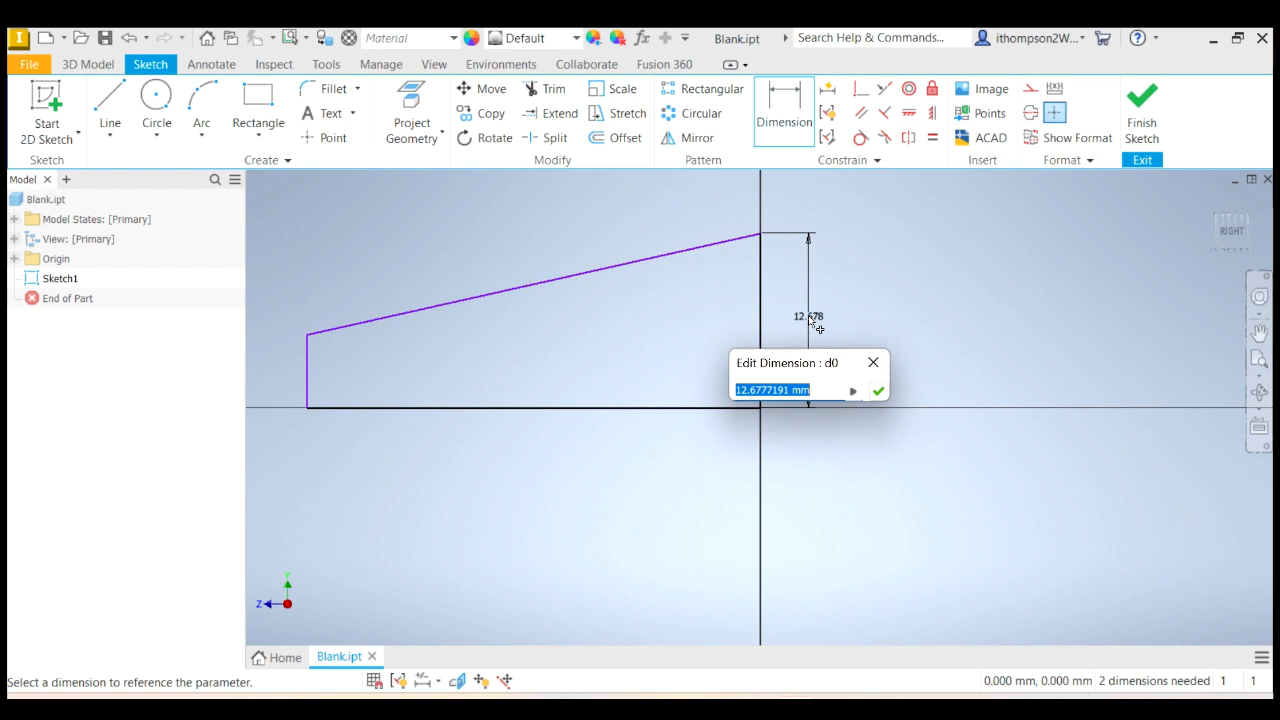 I
Material
Default
fx
Blank.ipt
Search Help & Commands...
ithompson2W...
File
3D Model
Sketch
Annotate
Inspect
Tools
Manage
View
Environments
Collaborate
Fusion 360
Start
2D Sketch
Line
Circle
Arc
Rectangle
Fillet
Text
Point
Project
Geometry
Move
Copy
Rotate
Trim
Extend
Split
Scale
Stretch
Offset
Rectangular
Circular
Mirror
Dimension
Image
Points
ACAD
Show Format
Finish
Sketch
Sketch
Create
Modify
Pattern
Constrain
Insert
Format
Exit
Model
Blank.ipt
Model States: [Primary]
View: [Primary]
Origin
Sketch1
End of Part
RIGHT
12.678
Edit Dimension : d0
12.6777191 mm
Y
Z
Home
Blank.ipt
Select a dimension to reference the parameter.
0.000 mm, 0.000 mm
2 dimensions needed
1
1